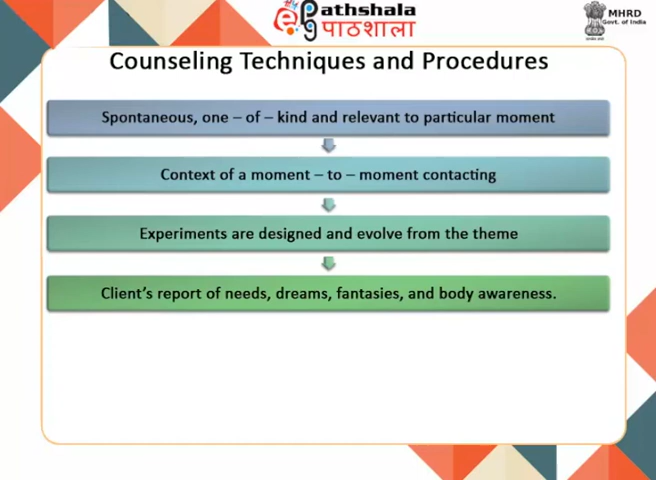 ePathshala
पाठशाला
MHRD
Govt. of India
Counseling Techniques and Procedures
Spontaneous, one – of – kind and relevant to particular moment
Context of a moment – to – moment contacting
Experiments are designed and evolve from the theme
Client's report of needs, dreams, fantasies, and body awareness.